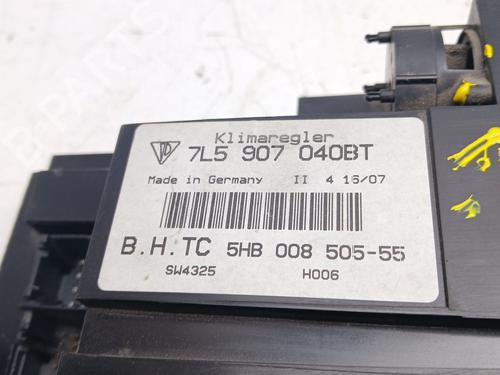 Klimaregler
7L5 907 040BT
Made in Germany II 4 16/07
B.H.TC 5HB 008 505-55
SW4325 H006